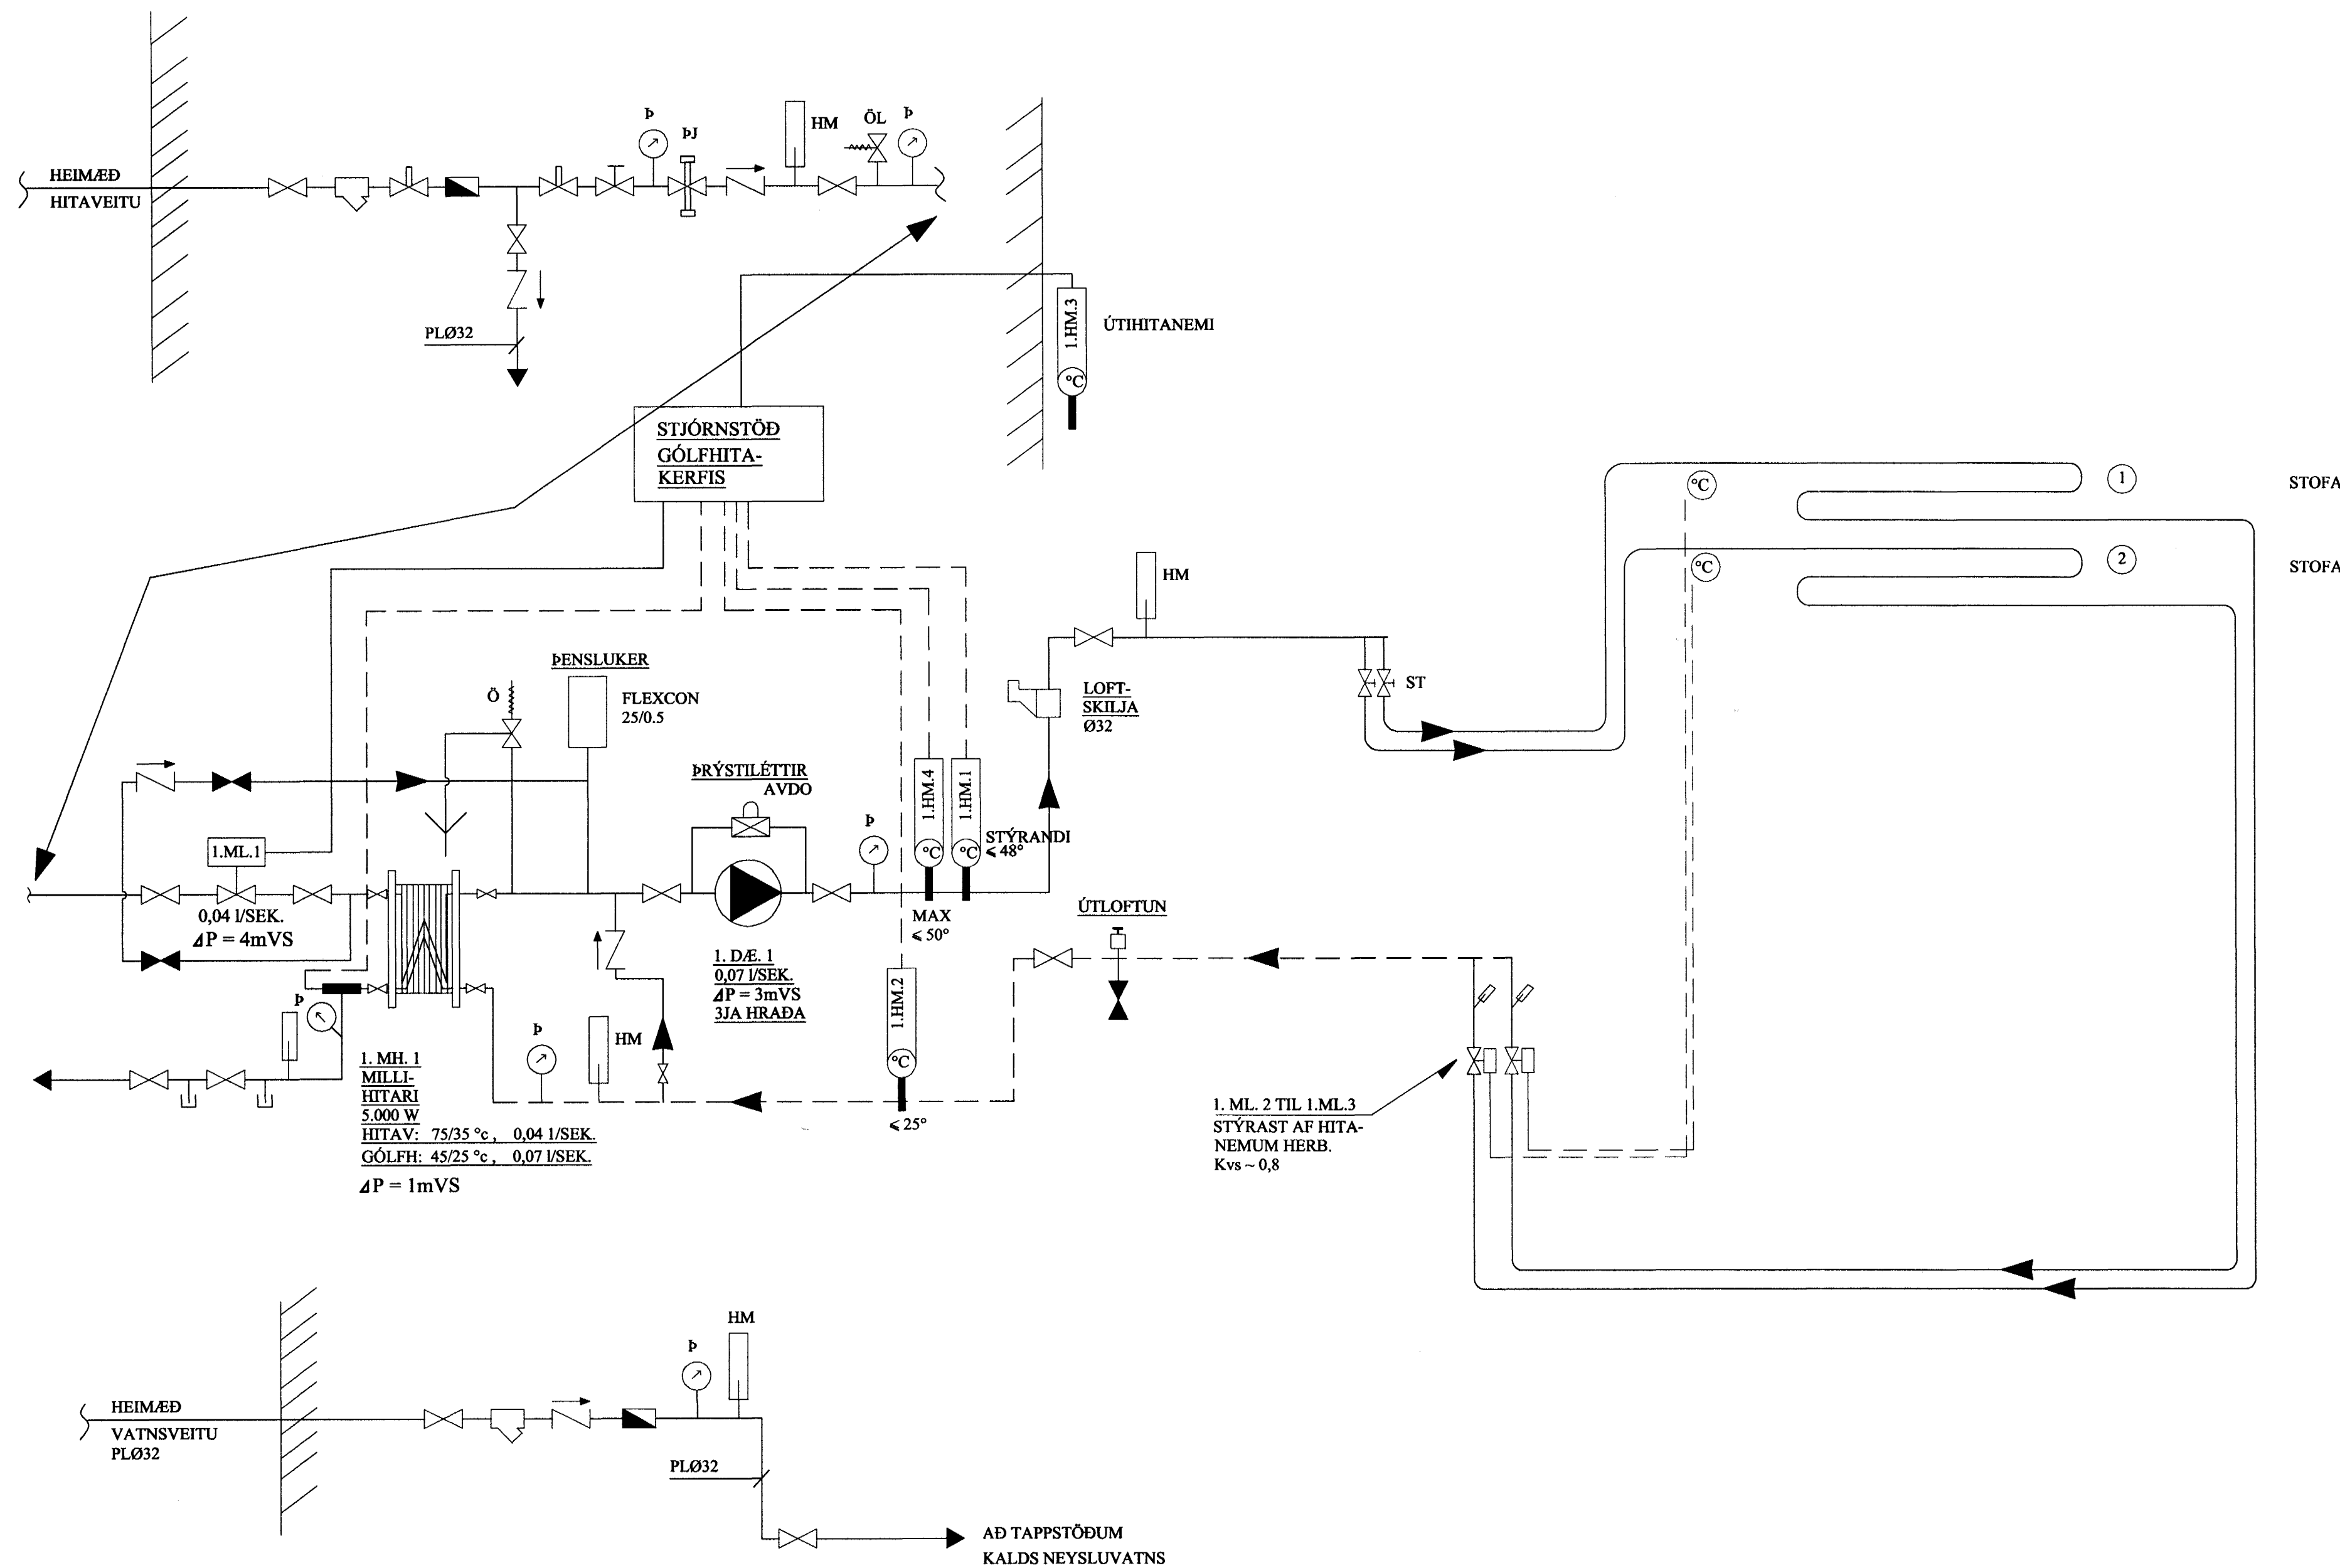 Þ
ÞJ
HM
ÖL
Þ
HEIMÆÐ
HITAVEITU
PLØ32
1.HM.3
ÚTIHITANEMI
°C
STJÓRNSTÖÐ
GÓLFHITA-
KERFIS
°C
1
STOFA
°C
2
STOFA
HM
ÞENSLUKER
FLEXCON
25/0.5
Ö
LOFT-
SKILJA
Ø32
ST
ÞRÝSTILÉTTIR
AVDO
1.HM.4
1.HM.1
Þ
STÝRANDI
⩽ 48°
°C
°C
1.ML.1
0,04 l/SEK.
ΔP = 4mVS
MAX
⩽ 50°
ÚTLOFTUN
1. DÆ. 1
0,07 l/SEK.
ΔP = 3mVS
3JA HRAÐA
1.HM.2
°C
⩽ 25°
Þ
Þ
HM
1. MH. 1
MILLI-
HITARI
5.000 W
HITAV: 75/35 °c , 0,04 l/SEK.
GÓLFH: 45/25 °c , 0,07 l/SEK.
ΔP = 1mVS
1. ML. 2 TIL 1.ML.3
STÝRAST AF HITA-
NEMUM HERB.
Kvs ~ 0,8
HM
Þ
HEIMÆÐ
VATNSVEITU
PLØ32
PLØ32
AÐ TAPPSTÖÐUM
KALDS NEYSLUVATNS